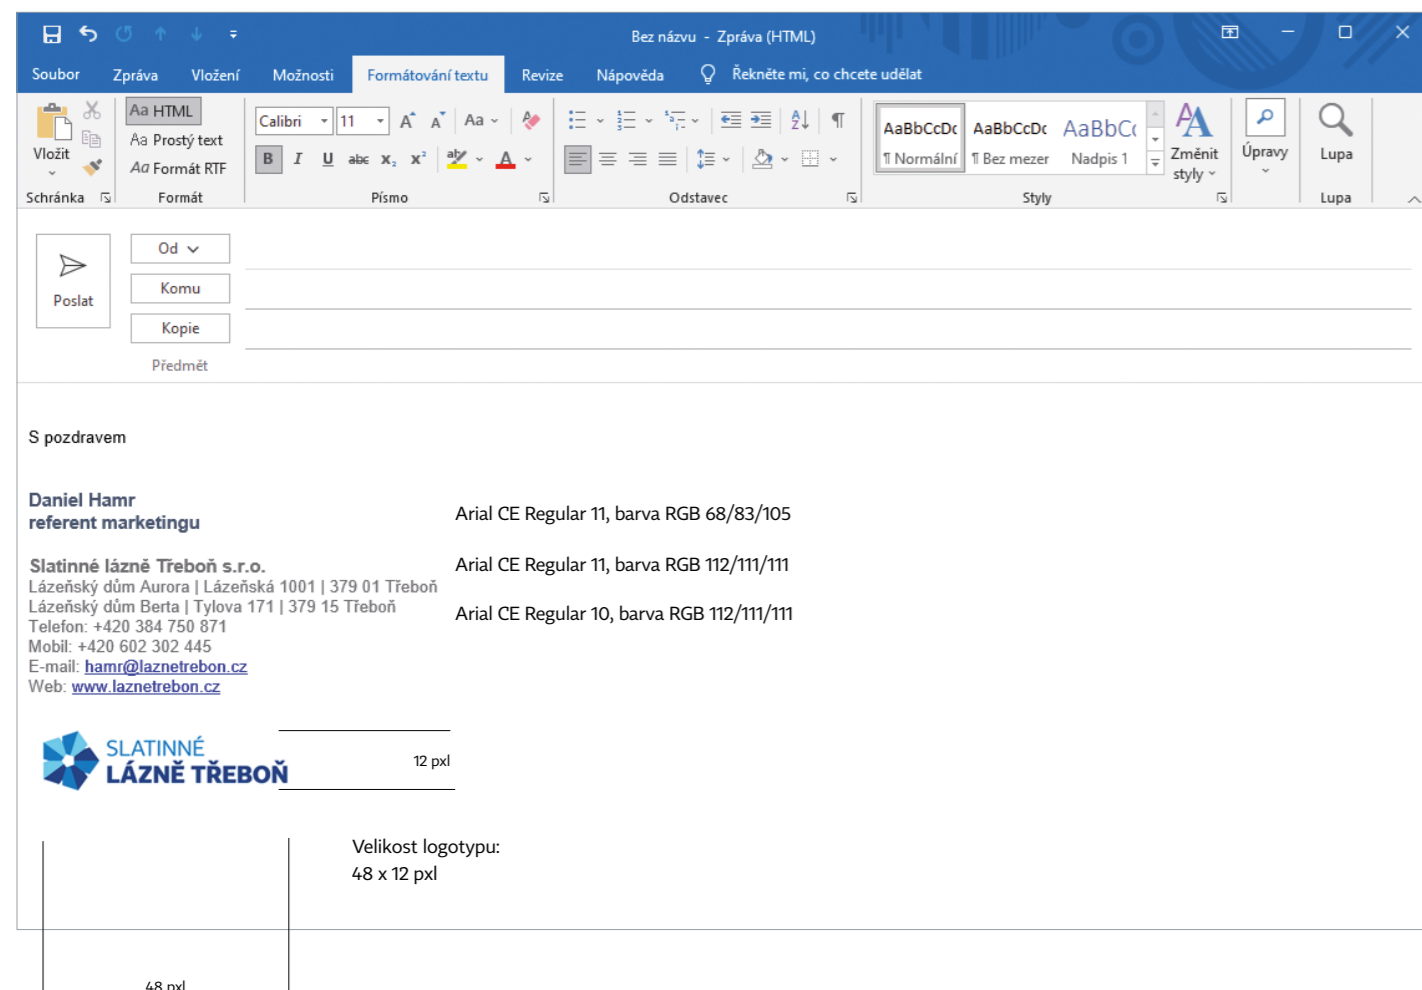 Bez názvu - Zpráva (HTML)
Soubor Zpráva Vložení Možnosti Formátování textu Revize Nápověda Řekněte mi, co chcete udělat
Vložit
Schránka
Aa HTML
Aa Prostý text
Aa Formát RTF
Formát
Calibri 11 A A Aa
B I U abc x₂ x² ab A
Písmo
Odstavec
AaBbCcDc AaBbCcDc AaBbC
¶ Normální ¶ Bez mezer Nadpis 1
Styly
Změnit
styly
Úpravy
Lupa
Lupa
Poslat
Od
Komu
Kopie
Předmět
S pozdravem
Daniel Hamr
referent marketingu
Arial CE Regular 11, barva RGB 68/83/105
Slatinné lázně Třeboň s.r.o.
Arial CE Regular 11, barva RGB 112/111/111
Lázeňský dům Aurora | Lázeňská 1001 | 379 01 Třeboň
Lázeňský dům Berta | Tylova 171 | 379 15 Třeboň
Arial CE Regular 10, barva RGB 112/111/111
Telefon: +420 384 750 871
Mobil: +420 602 302 445
E-mail: hamr@laznetrebon.cz
Web: www.laznetrebon.cz
SLATINNÉ
LÁZNĚ TŘEBOŇ
12 pxl
Velikost logotypu:
48 x 12 pxl
48 pxl